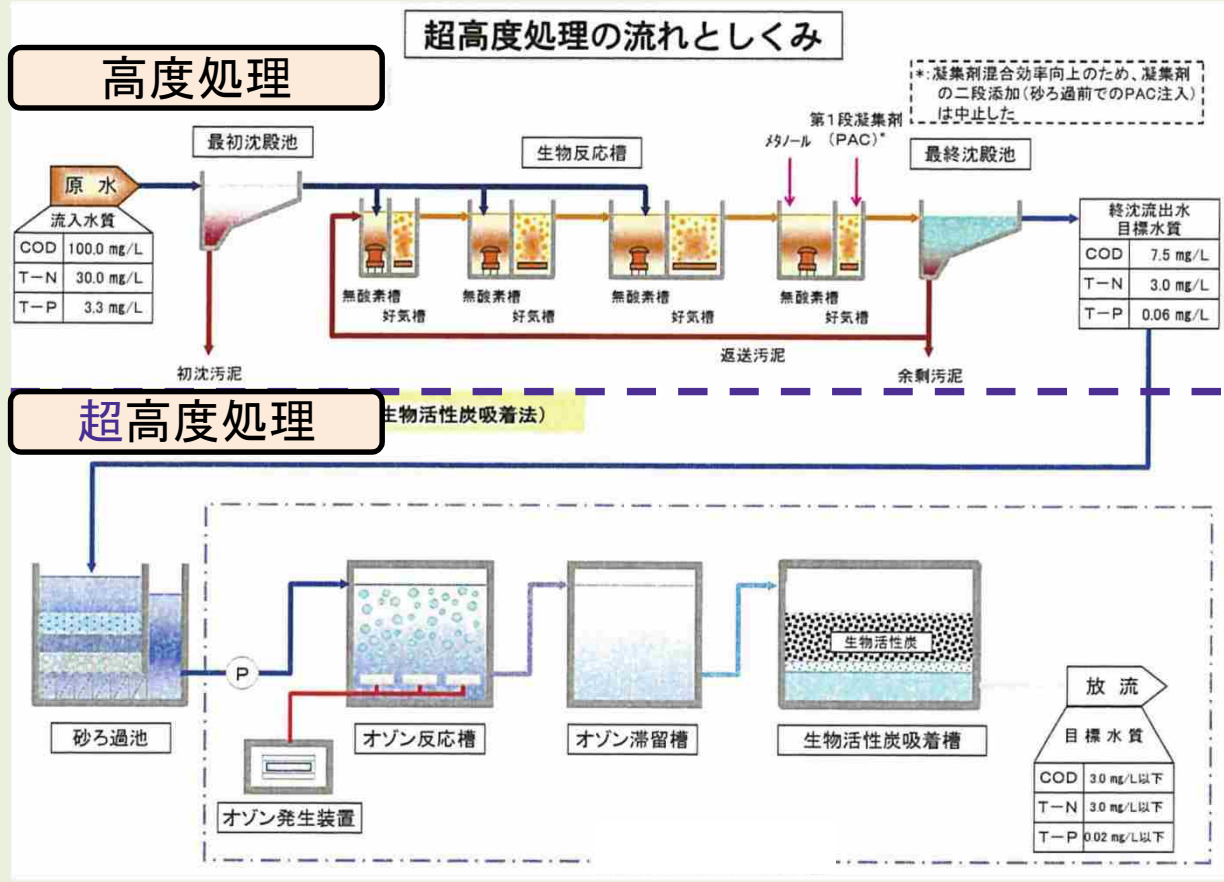 超高度処理の流れとしくみ
高度処理
*:凝集剤混合効率向上のため、凝集剤
の二段添加(砂ろ過前でのPAC注入)
は中止した
最初沈殿池
生物反応槽
メタノール
第1段凝集剤
(PAC)*
最終沈殿池
原水
流入水質
COD 100.0 mg/L
T-N 30.0 mg/L
T-P 3.3 mg/L
無酸素槽
好気槽
無酸素槽
好気槽
無酸素槽
好気槽
無酸素槽
好気槽
終沈流出水
目標水質
COD 7.5 mg/L
T-N 3.0 mg/L
T-P 0.06 mg/L
返送汚泥
初沈汚泥
余剰汚泥
超高度処理
生物活性炭吸着法)
P
生物活性炭
砂ろ過池
オゾン反応槽
オゾン滞留槽
生物活性炭吸着槽
オゾン発生装置
放流
目標水質
COD 3.0 mg/L以下
T-N 3.0 mg/L以下
T-P 0.02 mg/L以下